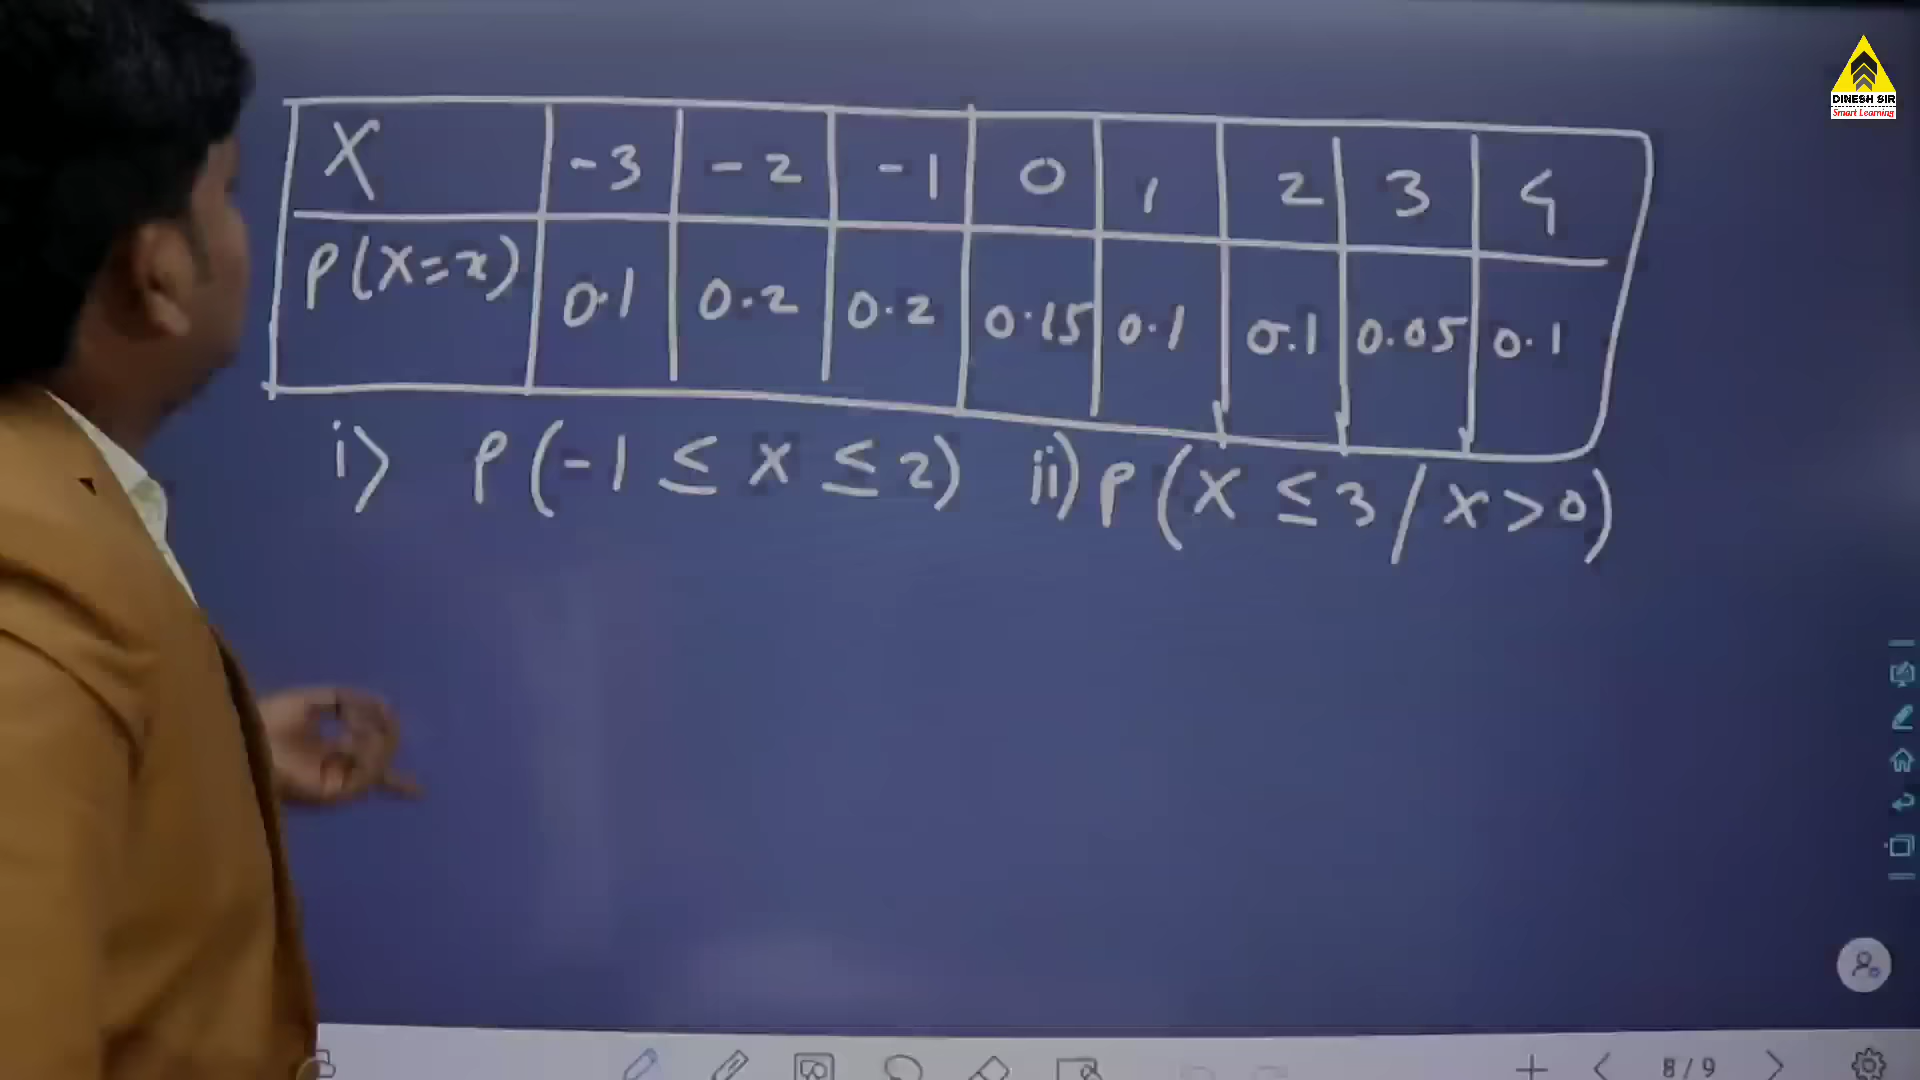 DINESH SIR
Smart Learning
X -3 -2 -1 0 1 2 3 4
P(X=x) 0.1 0.2 0.2 0.15 0.1 0.1 0.05 0.1
i) P(-1 ≤ X ≤ 2) ii) P(X ≤ 3 / X > 0)
8 / 9